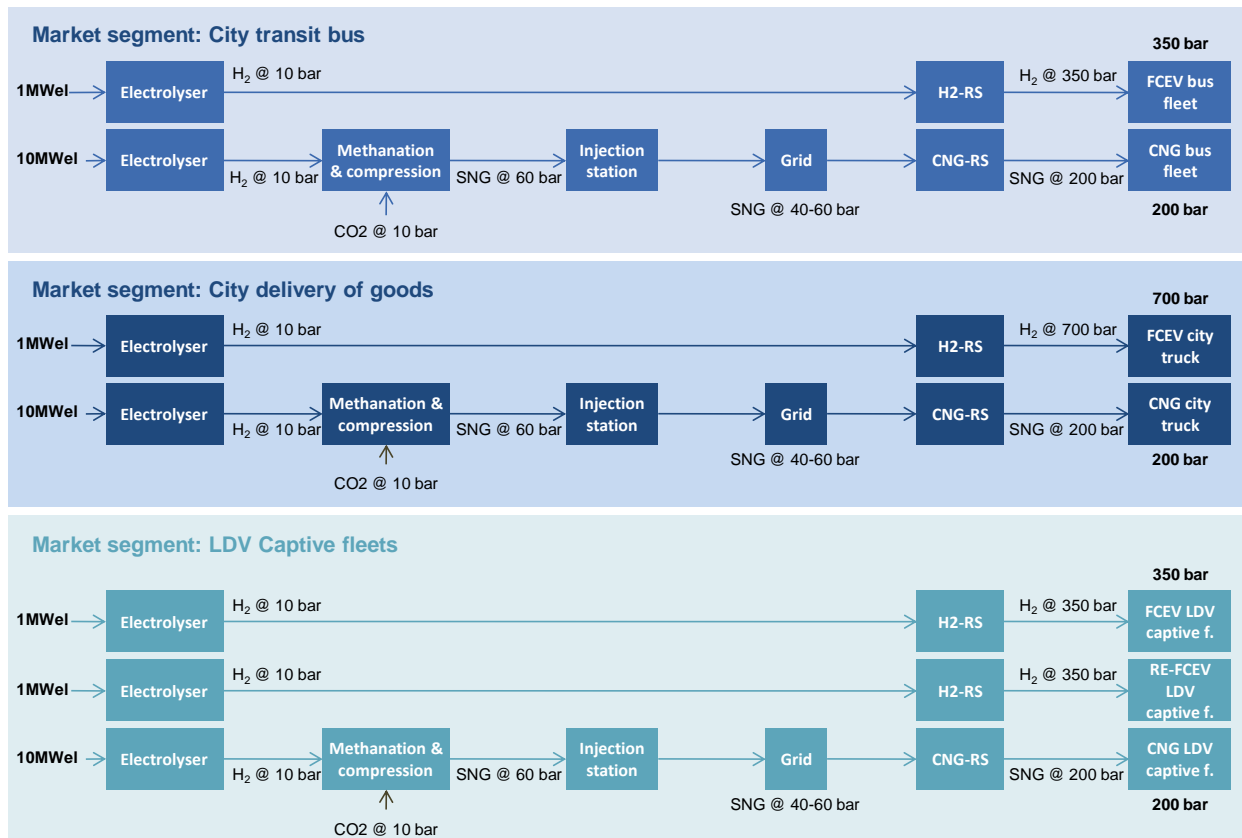 Market segment: City transit bus
350 bar
1MWel
Electrolyser
H₂ @ 10 bar
H2-RS
H₂ @ 350 bar
FCEV bus
fleet
10MWel
Electrolyser
H₂ @ 10 bar
Methanation
& compression
SNG @ 60 bar
Injection
station
Grid
CNG-RS
SNG @ 200 bar
CNG bus
fleet
CO2 @ 10 bar
SNG @ 40-60 bar
200 bar
Market segment: City delivery of goods
700 bar
1MWel
Electrolyser
H₂ @ 10 bar
H2-RS
H₂ @ 700 bar
FCEV city
truck
10MWel
Electrolyser
H₂ @ 10 bar
Methanation &
compression
SNG @ 60 bar
Injection
station
Grid
CNG-RS
SNG @ 200 bar
CNG city
truck
CO2 @ 10 bar
SNG @ 40-60 bar
200 bar
Market segment: LDV Captive fleets
350 bar
1MWel
Electrolyser
H₂ @ 10 bar
H2-RS
H₂ @ 350 bar
FCEV LDV
captive f.
1MWel
Electrolyser
H₂ @ 10 bar
H2-RS
H₂ @ 350 bar
RE-FCEV
LDV
captive f.
10MWel
Electrolyser
H₂ @ 10 bar
Methanation &
compression
SNG @ 60 bar
Injection
station
Grid
CNG-RS
SNG @ 200 bar
CNG LDV
captive f.
CO2 @ 10 bar
SNG @ 40-60 bar
200 bar